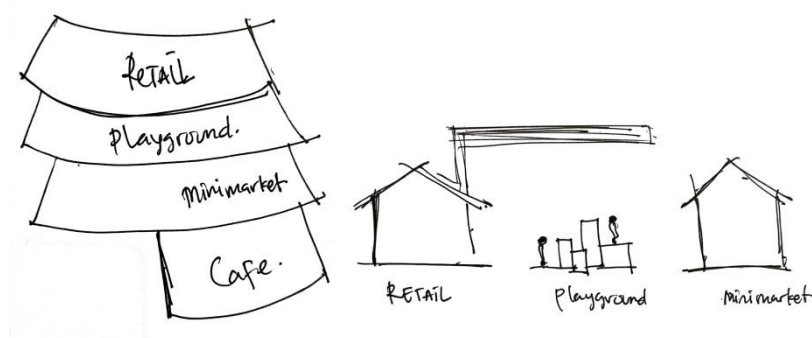 RETAIL
Playground.
Minimarket
Cafe.
RETAIL
Playground
Minimarket